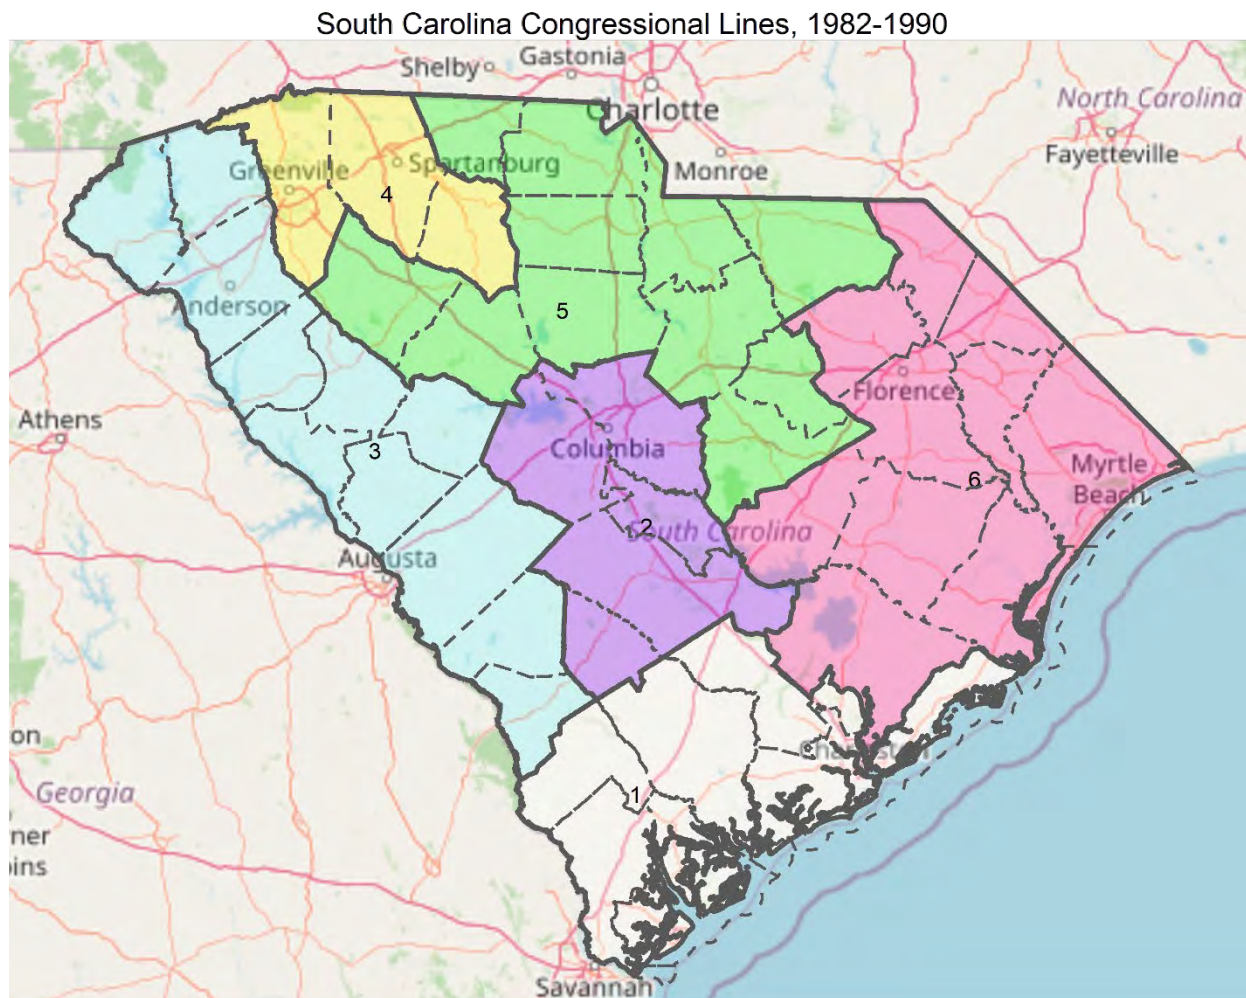 South Carolina Congressional Lines, 1982-1990
Gastonia
Shelby
Charlotte
North Carolina
Fayetteville
Monroe
Greenville
Spartanburg
4
Anderson
5
Florence
Athens
Columbia
3
6
Myrtle
Beach
2
South Carolina
Augusta
on
Charleston
Georgia
1
ner
ins
Savannah